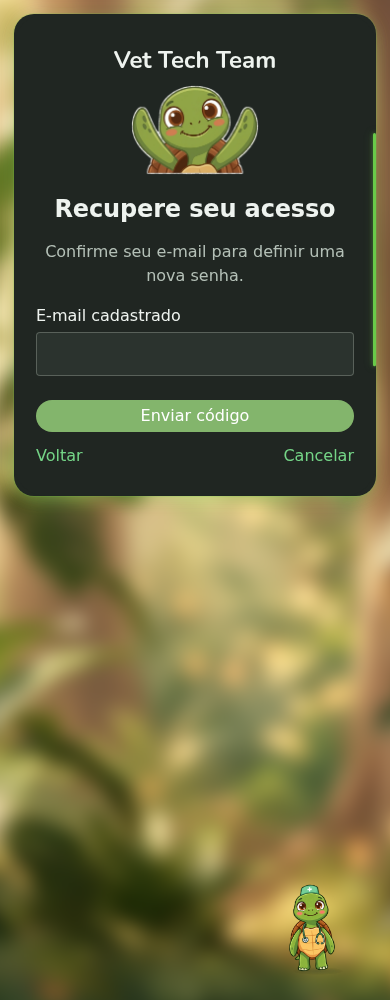 Vet Tech Team
Recupere seu acesso
Confirme seu e-mail para definir uma
nova senha.
E-mail cadastrado
Enviar código
Voltar
Cancelar